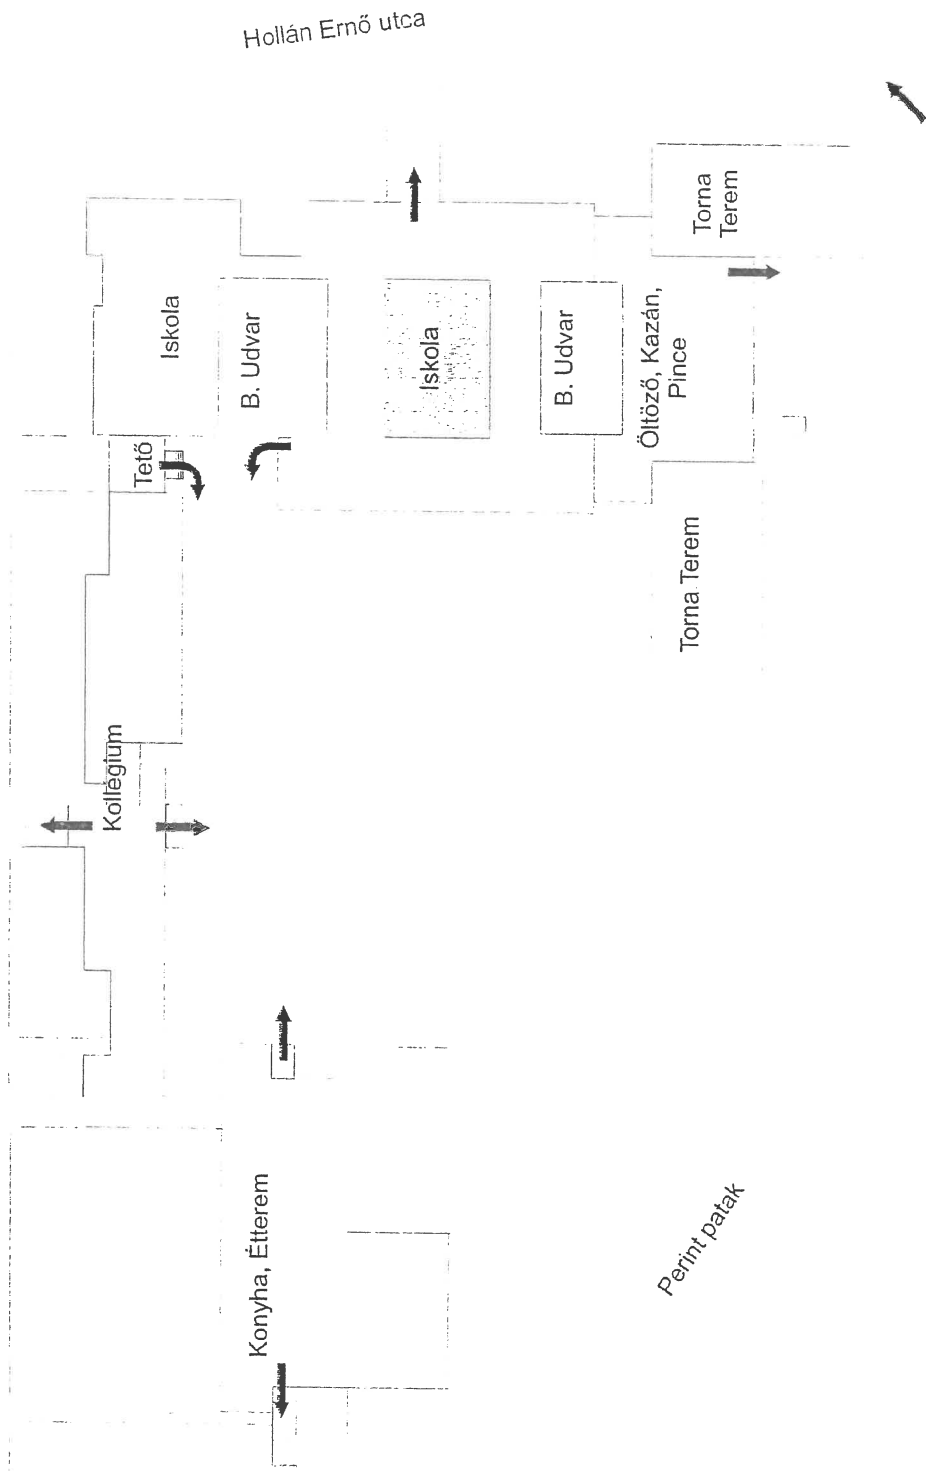 Hollán Ernő utca
Torna
Terem
Iskola
B. Udvar
Iskola
B. Udvar
Öltöző, Kazán,
Pince
Tető
Torna Terem
Kollégium
Konyha, Étterem
Perint patak